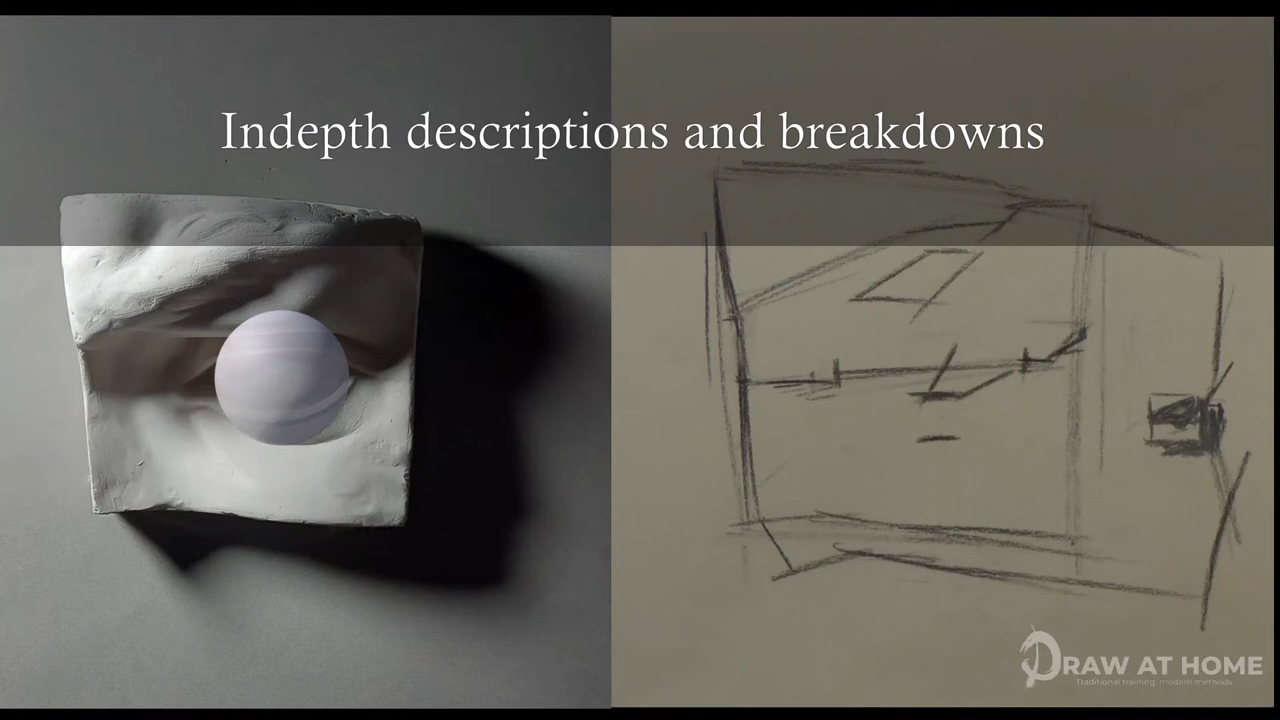 Indepth descriptions and breakdowns
DRAW AT HOME
Traditional training, modern methods.